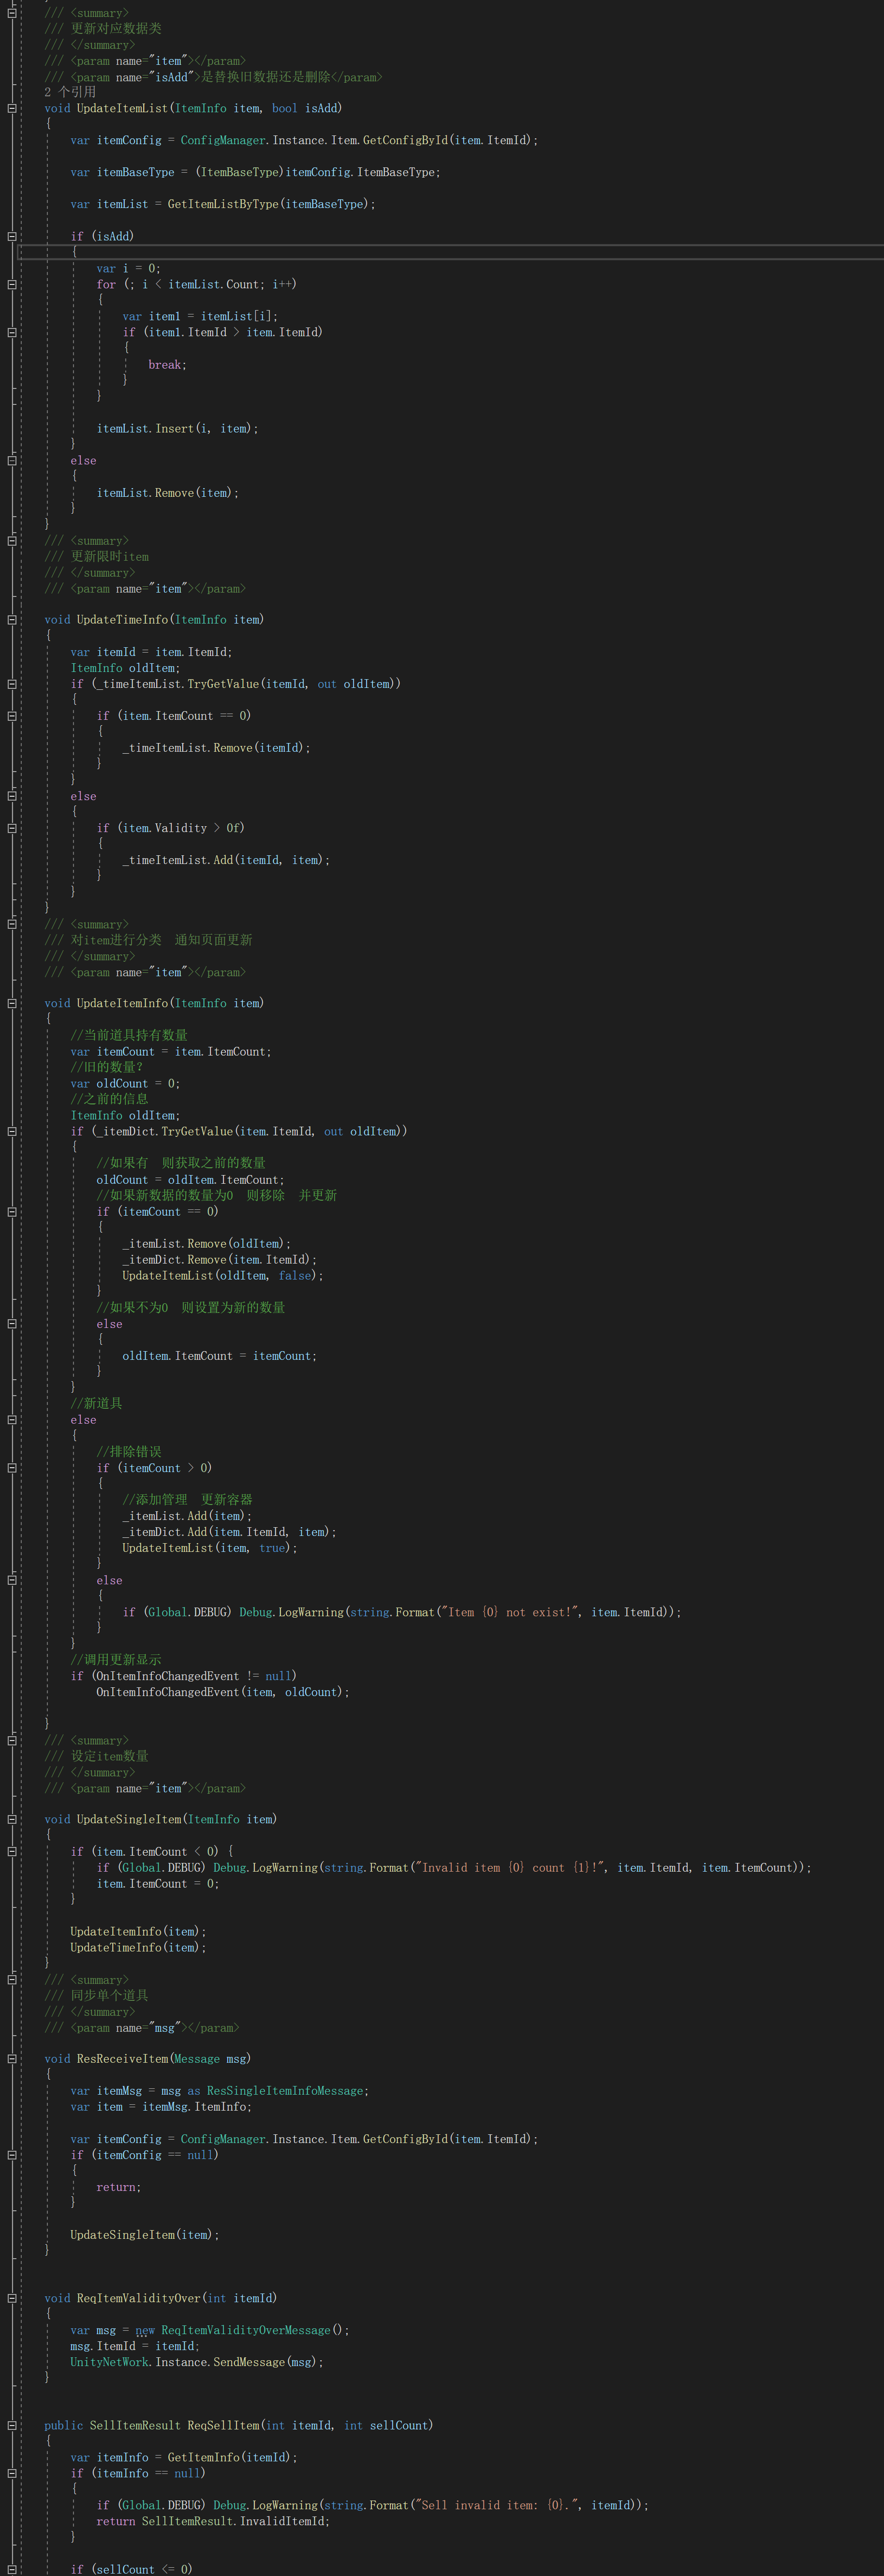 /// <summary>
/// 更新对应数据类
/// </summary>
/// <param name="item"></param>
/// <param name="isAdd">是替换旧数据还是删除</param>
2 个引用
void UpdateItemList(ItemInfo item, bool isAdd)
{
var itemConfig = ConfigManager.Instance.Item.GetConfigById(item.ItemId);
var itemBaseType = (ItemBaseType)itemConfig.ItemBaseType;
var itemList = GetItemListByType(itemBaseType);
if (isAdd)
{
var i = 0;
for (; i < itemList.Count; i++)
{
var item1 = itemList[i];
if (item1.ItemId > item.ItemId)
{
break;
}
}
itemList.Insert(i, item);
}
else
{
itemList.Remove(item);
}
}
/// <summary>
/// 更新限时item
/// </summary>
/// <param name="item"></param>
void UpdateTimeInfo(ItemInfo item)
{
var itemId = item.ItemId;
ItemInfo oldItem;
if (_timeItemList.TryGetValue(itemId, out oldItem))
{
if (item.ItemCount == 0)
{
_timeItemList.Remove(itemId);
}
}
else
{
if (item.Validity > 0f)
{
_timeItemList.Add(itemId, item);
}
}
}
/// <summary>
/// 对item进行分类  通知页面更新
/// </summary>
/// <param name="item"></param>
void UpdateItemInfo(ItemInfo item)
{
//当前道具持有数量
var itemCount = item.ItemCount;
//旧的数量?
var oldCount = 0;
//之前的信息
ItemInfo oldItem;
if (_itemDict.TryGetValue(item.ItemId, out oldItem))
{
//如果有  则获取之前的数量
oldCount = oldItem.ItemCount;
//如果新数据的数量为0  则移除  并更新
if (itemCount == 0)
{
_itemList.Remove(oldItem);
_itemDict.Remove(item.ItemId);
UpdateItemList(oldItem, false);
}
//如果不为0  则设置为新的数量
else
{
oldItem.ItemCount = itemCount;
}
}
//新道具
else
{
//排除错误
if (itemCount > 0)
{
//添加管理  更新容器
_itemList.Add(item);
_itemDict.Add(item.ItemId, item);
UpdateItemList(item, true);
}
else
{
if (Global.DEBUG) Debug.LogWarning(string.Format("Item {0} not exist!", item.ItemId));
}
}
//调用更新显示
if (OnItemInfoChangedEvent != null)
OnItemInfoChangedEvent(item, oldCount);
}
/// <summary>
/// 设定item数量
/// </summary>
/// <param name="item"></param>
void UpdateSingleItem(ItemInfo item)
{
if (item.ItemCount < 0) {
if (Global.DEBUG) Debug.LogWarning(string.Format("Invalid item {0} count {1}!", item.ItemId, item.ItemCount));
item.ItemCount = 0;
}
UpdateItemInfo(item);
UpdateTimeInfo(item);
}
/// <summary>
/// 同步单个道具
/// </summary>
/// <param name="msg"></param>
void ResReceiveItem(Message msg)
{
var itemMsg = msg as ResSingleItemInfoMessage;
var item = itemMsg.ItemInfo;
var itemConfig = ConfigManager.Instance.Item.GetConfigById(item.ItemId);
if (itemConfig == null)
{
return;
}
UpdateSingleItem(item);
}
void ReqItemValidityOver(int itemId)
{
var msg = new ReqItemValidityOverMessage();
msg.ItemId = itemId;
UnityNetWork.Instance.SendMessage(msg);
}
public SellItemResult ReqSellItem(int itemId, int sellCount)
{
var itemInfo = GetItemInfo(itemId);
if (itemInfo == null)
{
if (Global.DEBUG) Debug.LogWarning(string.Format("Sell invalid item: {0}.", itemId));
return SellItemResult.InvalidItemId;
}
if (sellCount <= 0)